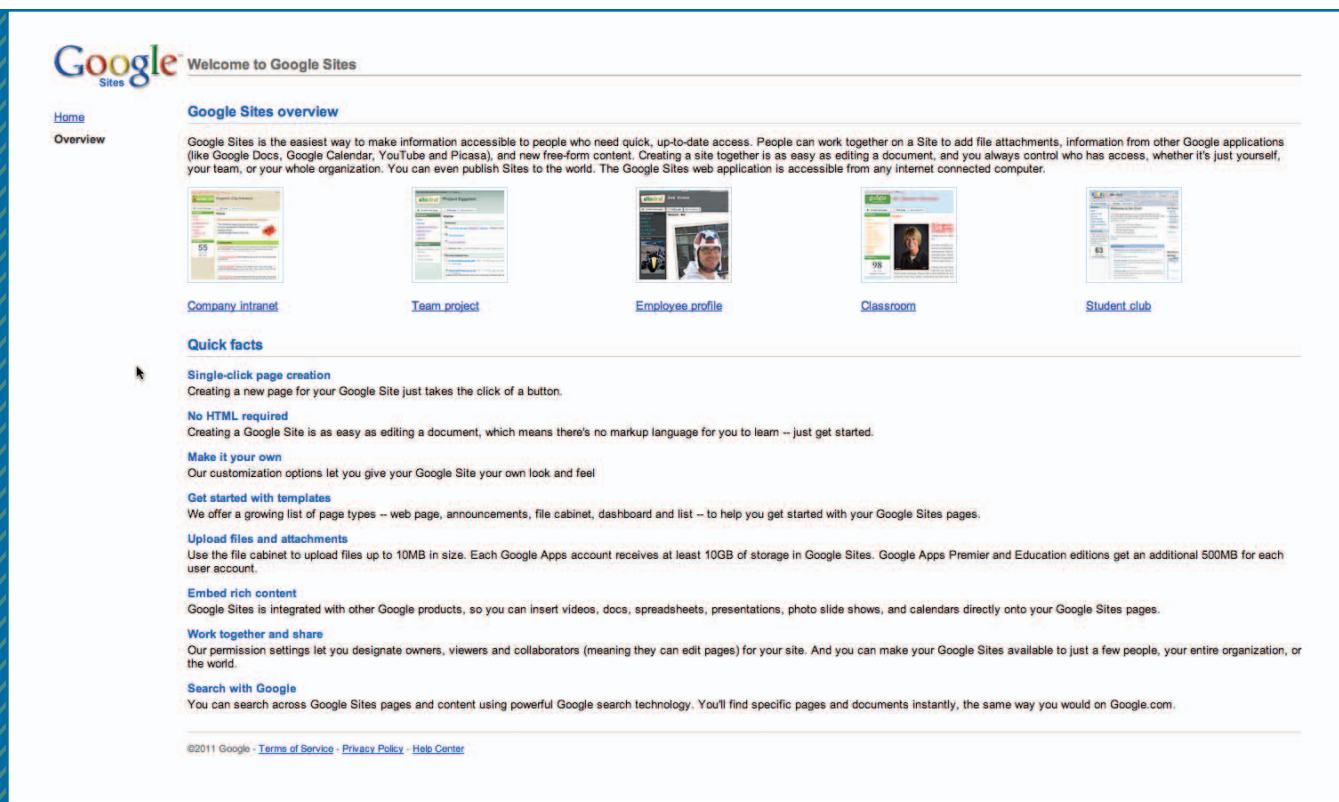 Google™ Welcome to Google Sites
Sites
Home
Overview
Google Sites overview
Google Sites is the easiest way to make information accessible to people who need quick, up-to-date access. People can work together on a Site to add file attachments, information from other Google applications
(like Google Docs, Google Calendar, YouTube and Picasa), and new free-form content. Creating a site together is as easy as editing a document, and you always control who has access, whether it's just yourself,
your team, or your whole organization. You can even publish Sites to the world. The Google Sites web application is accessible from any internet connected computer.
55
98
63
Company intranet
Team project
Employee profile
Classroom
Student club
Quick facts
Single-click page creation
Creating a new page for your Google Site just takes the click of a button.
No HTML required
Creating a Google Site is as easy as editing a document, which means there's no markup language for you to learn -- just get started.
Make it your own
Our customization options let you give your Google Site your own look and feel
Get started with templates
We offer a growing list of page types -- web page, announcements, file cabinet, dashboard and list -- to help you get started with your Google Sites pages.
Upload files and attachments
Use the file cabinet to upload files up to 10MB in size. Each Google Apps account receives at least 10GB of storage in Google Sites. Google Apps Premier and Education editions get an additional 500MB for each
user account.
Embed rich content
Google Sites is integrated with other Google products, so you can insert videos, docs, spreadsheets, presentations, photo slide shows, and calendars directly onto your Google Sites pages.
Work together and share
Our permission settings let you designate owners, viewers and collaborators (meaning they can edit pages) for your site. And you can make your Google Sites available to just a few people, your entire organization, or
the world.
Search with Google
You can search across Google Sites pages and content using powerful Google search technology. You'll find specific pages and documents instantly, the same way you would on Google.com.
©2011 Google - Terms of Service - Privacy Policy - Help Center